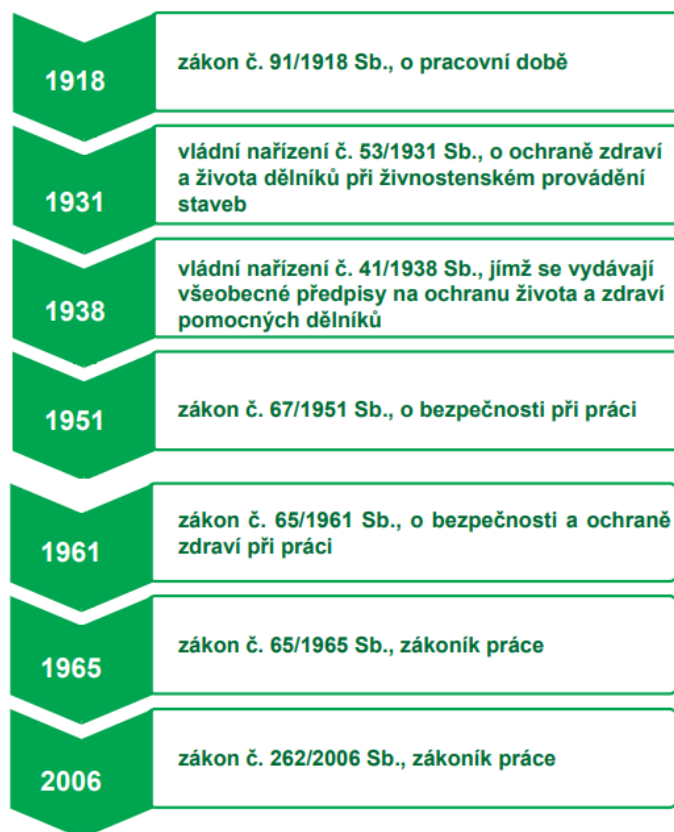 1918
zákon č. 91/1918 Sb., o pracovní době
1931
vládní nařízení č. 53/1931 Sb., o ochraně zdraví
a života dělníků při živnostenském provádění
staveb
1938
vládní nařízení č. 41/1938 Sb., jímž se vydávají
všeobecné předpisy na ochranu života a zdraví
pomocných dělníků
1951
zákon č. 67/1951 Sb., o bezpečnosti při práci
1961
zákon č. 65/1961 Sb., o bezpečnosti a ochraně
zdraví při práci
1965
zákon č. 65/1965 Sb., zákoník práce
2006
zákon č. 262/2006 Sb., zákoník práce